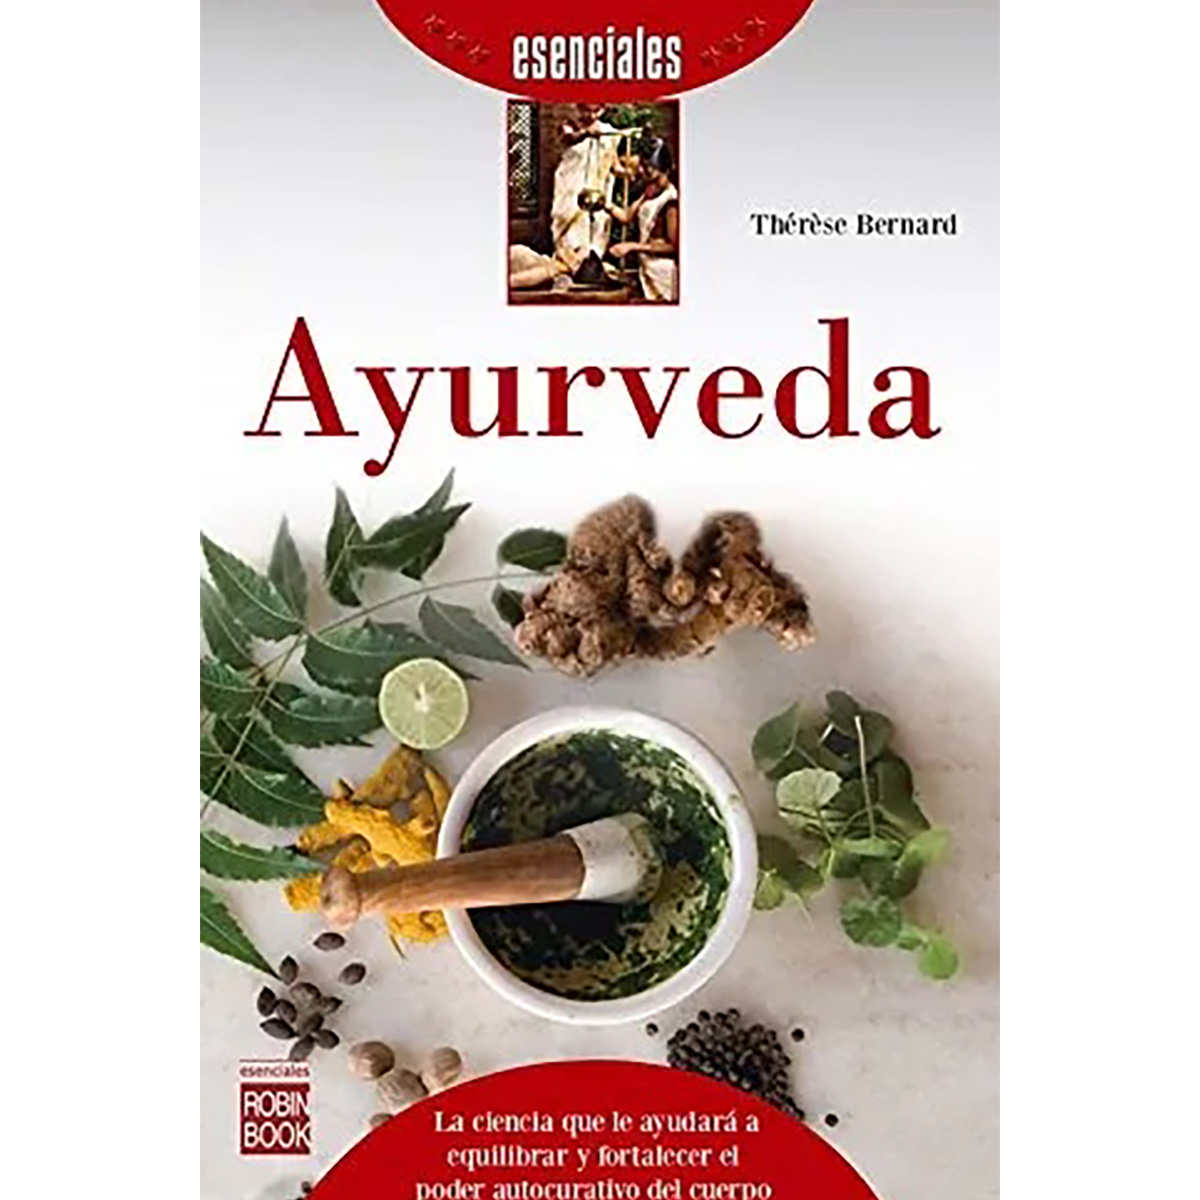 esenciales
Thérèse Bernard
Ayurveda
esenciales
ROBIN
BOOK
La ciencia que le ayudará a
equilibrar y fortalecer el
poder autocurativo del cuerpo